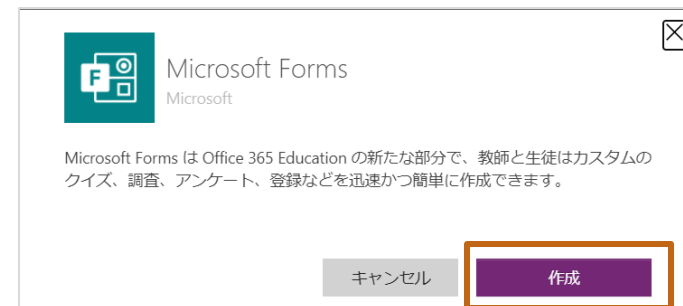 F
Microsoft Forms
Microsoft
Microsoft Forms は Office 365 Education の新たな部分で、教師と生徒はカスタムの
クイズ、調査、アンケート、登録などを迅速かつ簡単に作成できます。
キャンセル
作成